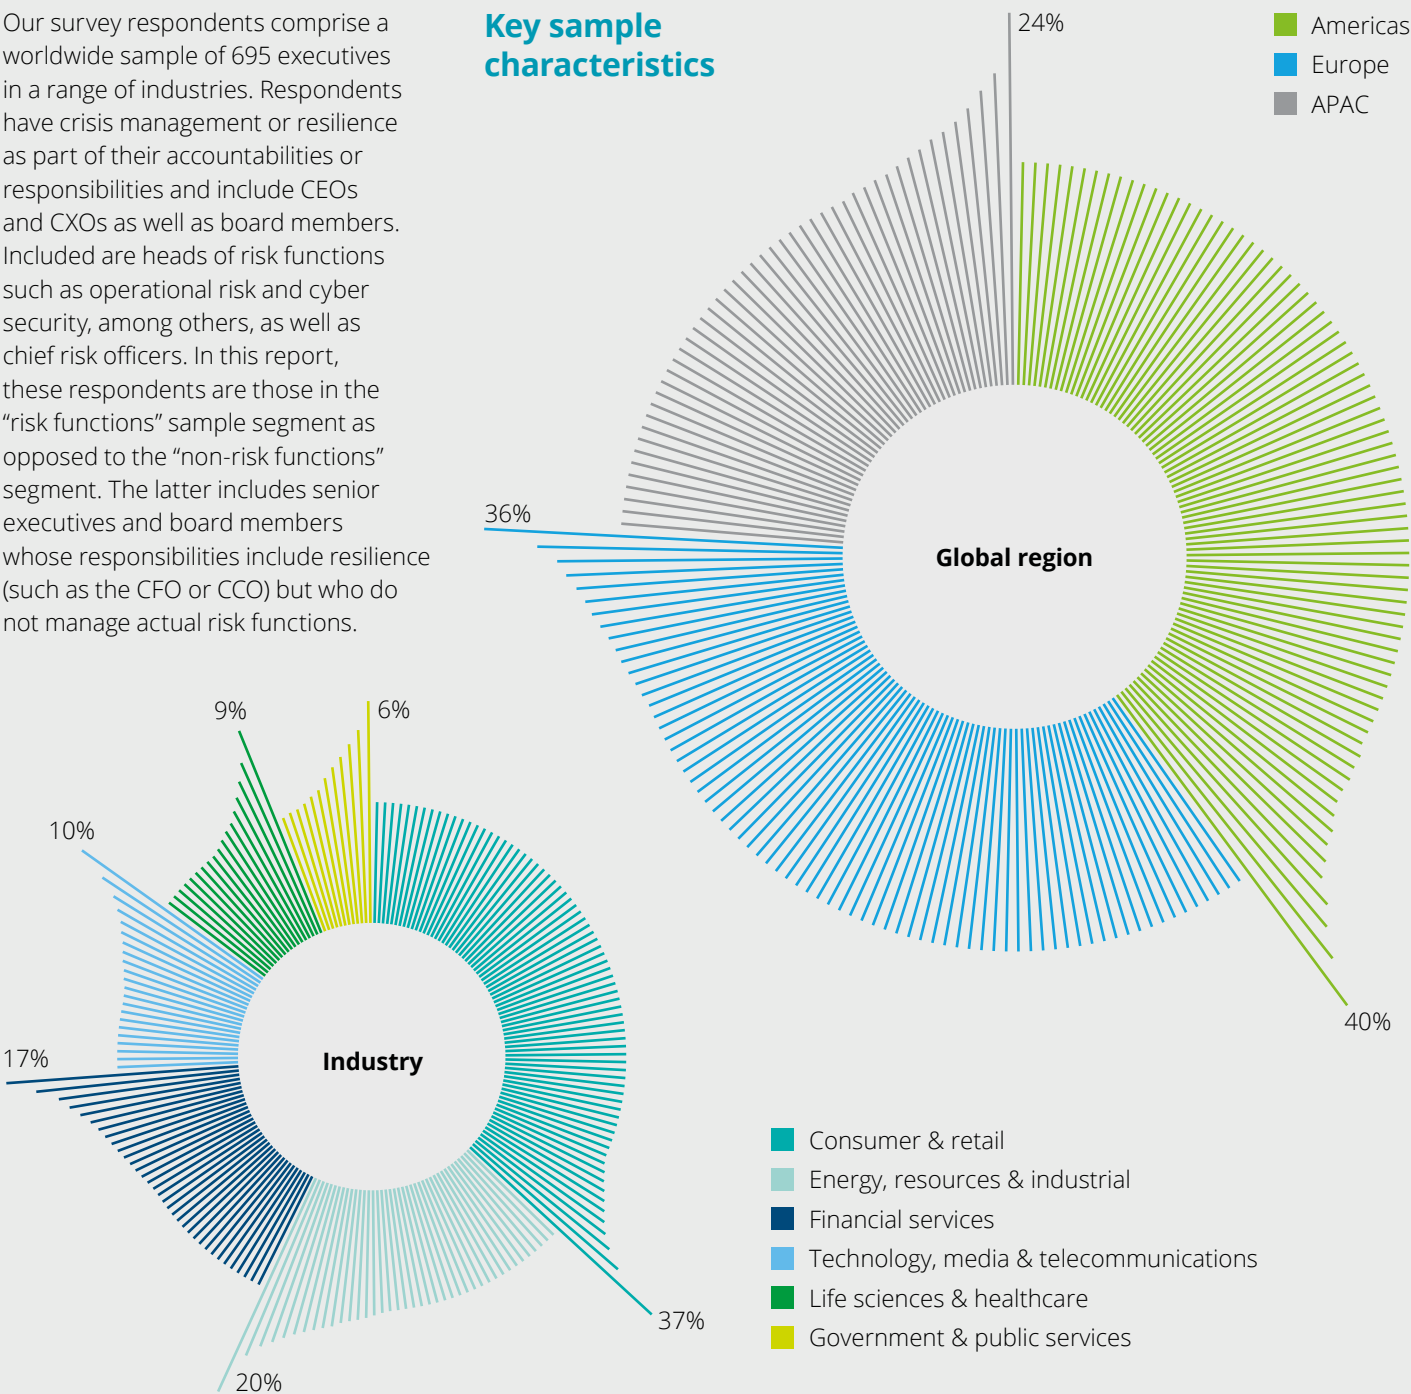 Our survey respondents comprise a
worldwide sample of 695 executives
in a range of industries. Respondents
have crisis management or resilience
as part of their accountabilities or
responsibilities and include CEOs
and CXOs as well as board members.
Included are heads of risk functions
such as operational risk and cyber
security, among others, as well as
chief risk officers. In this report,
these respondents are those in the
“risk functions” sample segment as
opposed to the “non-risk functions”
segment. The latter includes senior
executives and board members
whose responsibilities include resilience
(such as the CFO or CCO) but who do
not manage actual risk functions.
Key sample
characteristics
24%
Americas
Europe
APAC
36%
Global region
40%
9%
6%
10%
17%
Industry
37%
20%
Consumer & retail
Energy, resources & industrial
Financial services
Technology, media & telecommunications
Life sciences & healthcare
Government & public services